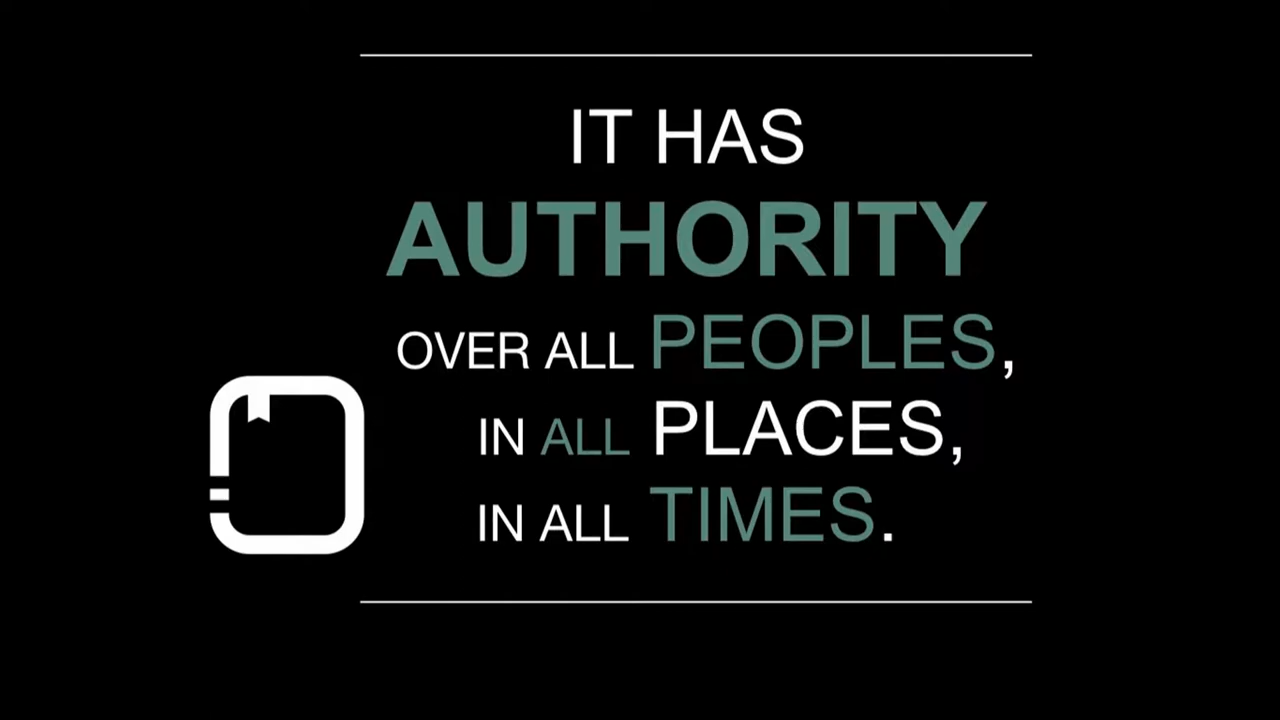 IT HAS
AUTHORITY
OVER ALL PEOPLES,
IN ALL PLACES,
IN ALL TIMES.